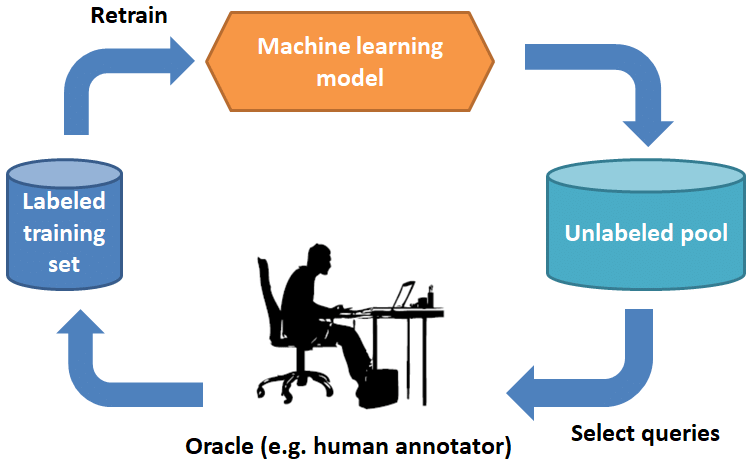 Retrain
Machine learning
model
Labeled
training
set
Unlabeled pool
Oracle (e.g. human annotator)
Select queries